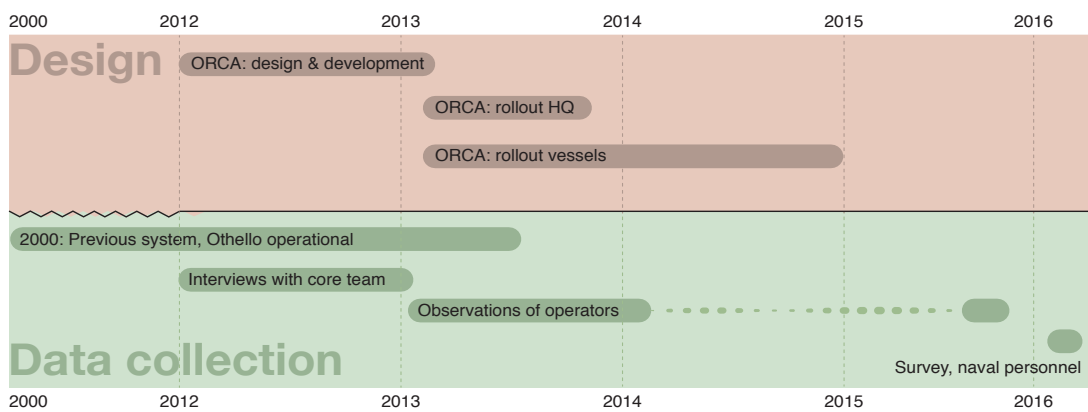 2000 2012 2013 2014 2015 2016
Design
ORCA: design & development
ORCA: rollout HQ
ORCA: rollout vessels
2000: Previous system, Othello operational
Interviews with core team
Observations of operators
Survey, naval personnel
Data collection
2000 2012 2013 2014 2015 2016